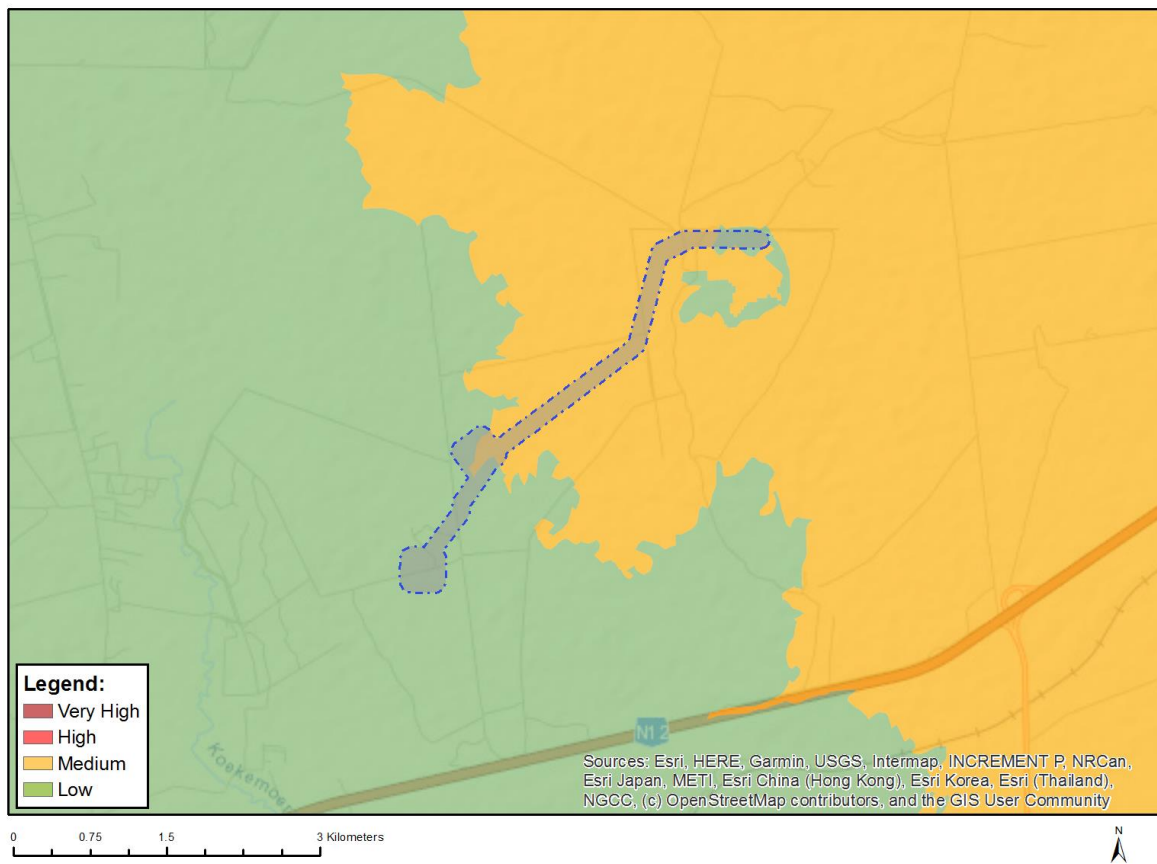 N12
Koekemoer
Legend:
Very High
High
Medium
Low
Sources: Esri, HERE, Garmin, USGS, Intermap, INCREMENT P, NRCan,
Esri Japan, METI, Esri China (Hong Kong), Esri Korea, Esri (Thailand),
NGCC, (c) OpenStreetMap contributors, and the GIS User Community
0 0.75 1.5 3 Kilometers
N